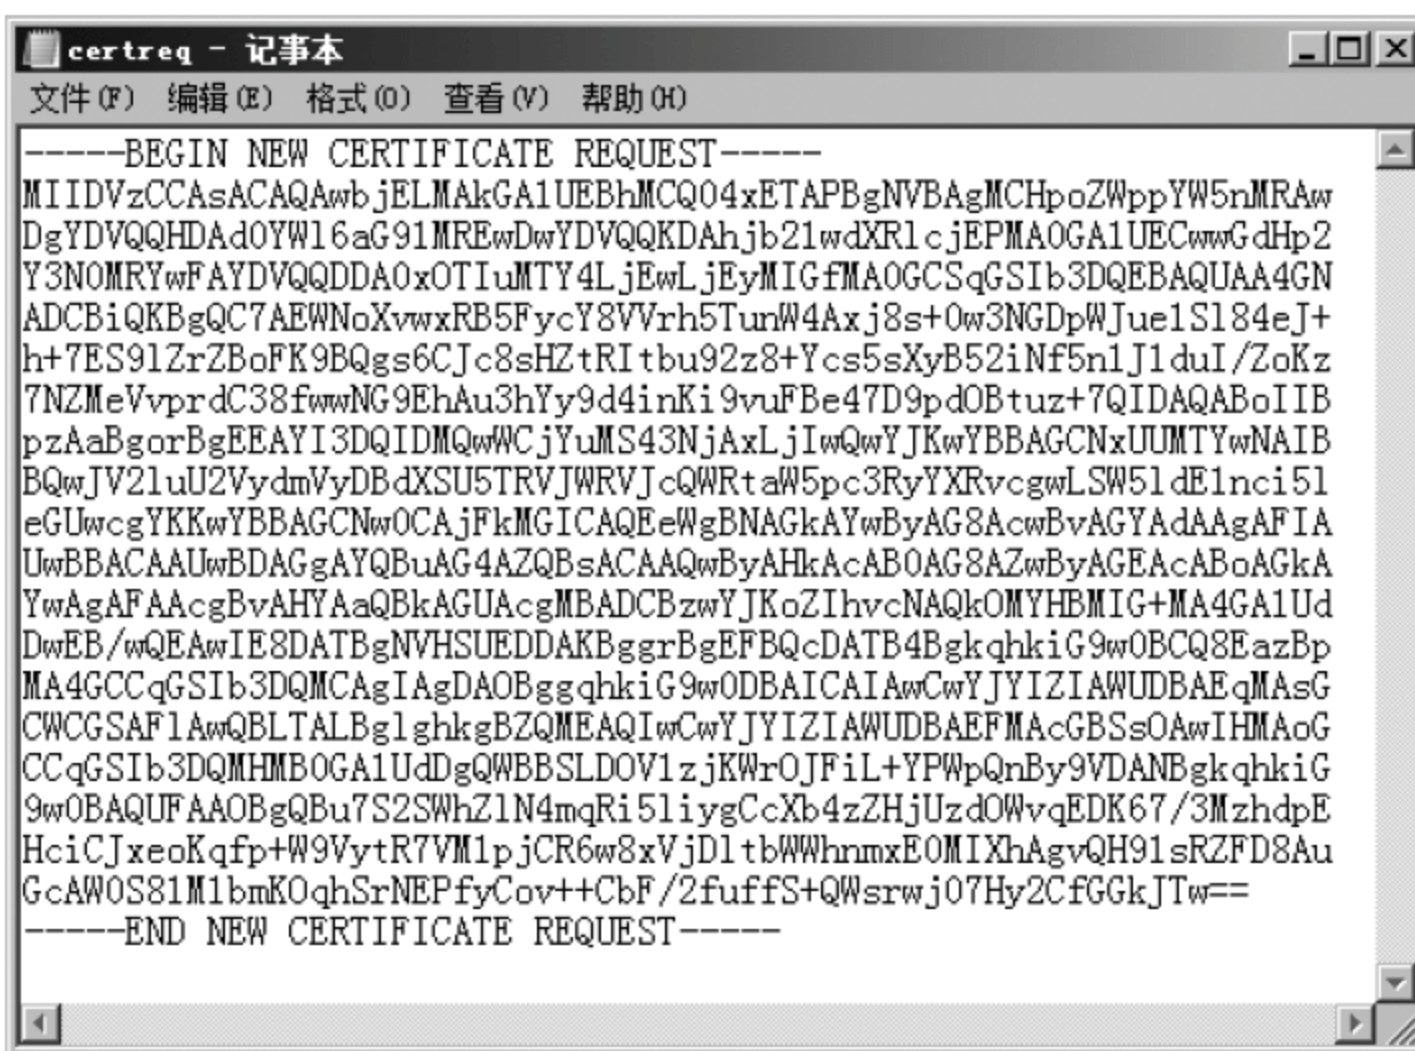 certreq - 记事本
文件(F) 编辑(E) 格式(O) 查看(V) 帮助(H)
-----BEGIN NEW CERTIFICATE REQUEST-----
MIIDVzCCAsACAQAwbjELMAkGA1UEBhMCQ04xETAPBgNVBAgMCHpoZWppYW5nMRAw
DgYDVQQHDAd0YWl6aG91MREwDwYDVQQKDAhjb21wdXRlcjEPMA0GA1UECwwGdHp2
Y3N0MRYwFAYDVQQDDA0xOTIuMTY4LjEwLjEyMIGfMA0GCSqGSIb3DQEBAQUAA4GN
ADCBiQKBgQC7AEWNoXvwxRB5FycY8VVrh5TunW4Axj8s+0w3NGDpWJue1Sl84eJ+
h+7ES9lZrZBoFK9BQgs6CJc8sHZtRItbu92z8+Ycs5sXyB52iNf5n1J1duI/ZoKz
7NZMeVvprdC38fwwNG9EhAu3hYy9d4inKi9vuFBe47D9pdOBtuz+7QIDAQABoIIB
pzAaBgorBgEEAYI3DQIDMQwWCjYuMS43NjAxLjIwQwYJKwYBBAGCNxUUMTYwNAIB
BQwJV2luU2VydmVyDBdXSU5TRVJWRVJcQWRtaW5pc3RyYXRvcgwLSW5ldE1nci5l
eGUwcgYKKwYBBAGCNw0CAjFkMGICAQEeWgBNAGkAYwByAG8AcwBvAGYAdAAgAFIA
UwBBACAAUwBDAGgAYQBuAG4AZQBsACAAQwByAHkAcAB0AG8AZwByAGEAcABoAGkA
YwAgAFAAcgBvAHYAaQBkAGUAcgMBADCBzwYJKoZIhvcNAQkOMYHBMIG+MA4GA1Ud
DwEB/wQEAwIE8DATBgNVHSUEDDAKBggrBgEFBQcDATB4BgkqhkiG9w0BCQ8EazBp
MA4GCCqGSIb3DQMCAgIAgDAOBggqhkiG9w0DBAICAIAwCwYJYIZIAWUDBAEqMAsG
CWCGSAFlAwQBLTALBglghkgBZQMEAQIwCwYJYIZIAWUDBAEFMAcGBSsOAwIHMAoG
CCqGSIb3DQMHMB0GA1UdDgQWBBSLDOV1zjKWrOJFiL+YPWpQnBy9VDANBgkqhkiG
9w0BAQUFAAOBgQBu7S2SWhZlN4mqRi5liygCcXb4zZHjUzdOWvqEDK67/3MzhdpE
HciCJxeoKqfp+W9VytR7VM1pjCR6w8xVjDltbWWhnmxE0MIXhAgvQH91sRZFD8Au
GcAW0S81M1bmKOqhSrNEPfyCov++CbF/2fuffS+QWsrwj07Hy2CfGGkJTw==
-----END NEW CERTIFICATE REQUEST-----